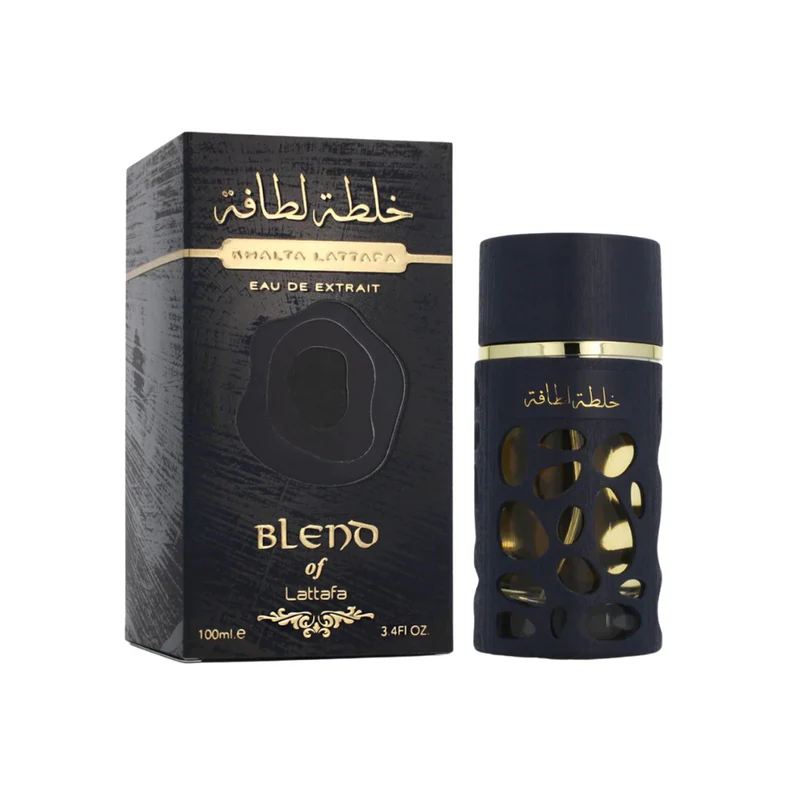 خلطة لطافة
KHALTA LATTAFA
EAU DE EXTRAIT
BLEND
of
Lattafa
100ml.e
3.4Fl OZ.
خلطة لطافة